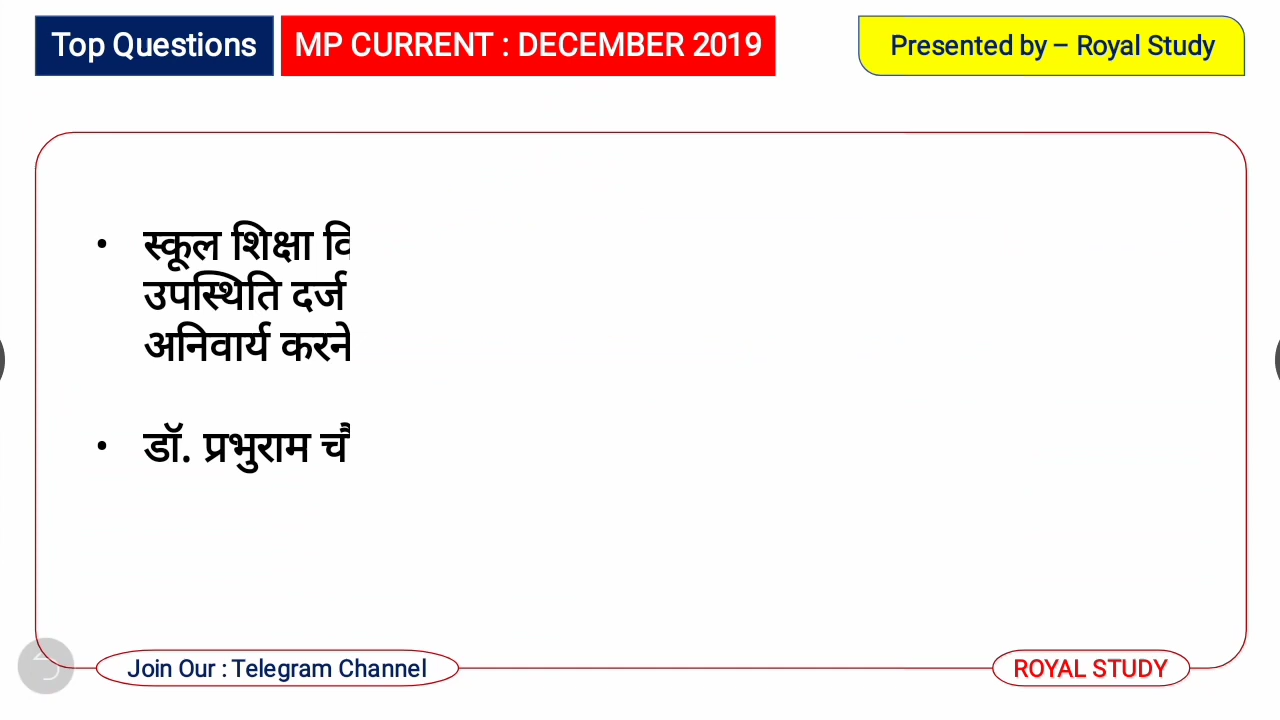 Top Questions MP CURRENT : DECEMBER 2019 Presented by – Royal Study
• स्कूल शिक्षा
उपस्थिति दर्ज
अनिवार्य करने
• डॉ. प्रभुराम
Join Our : Telegram Channel ROYAL STUDY